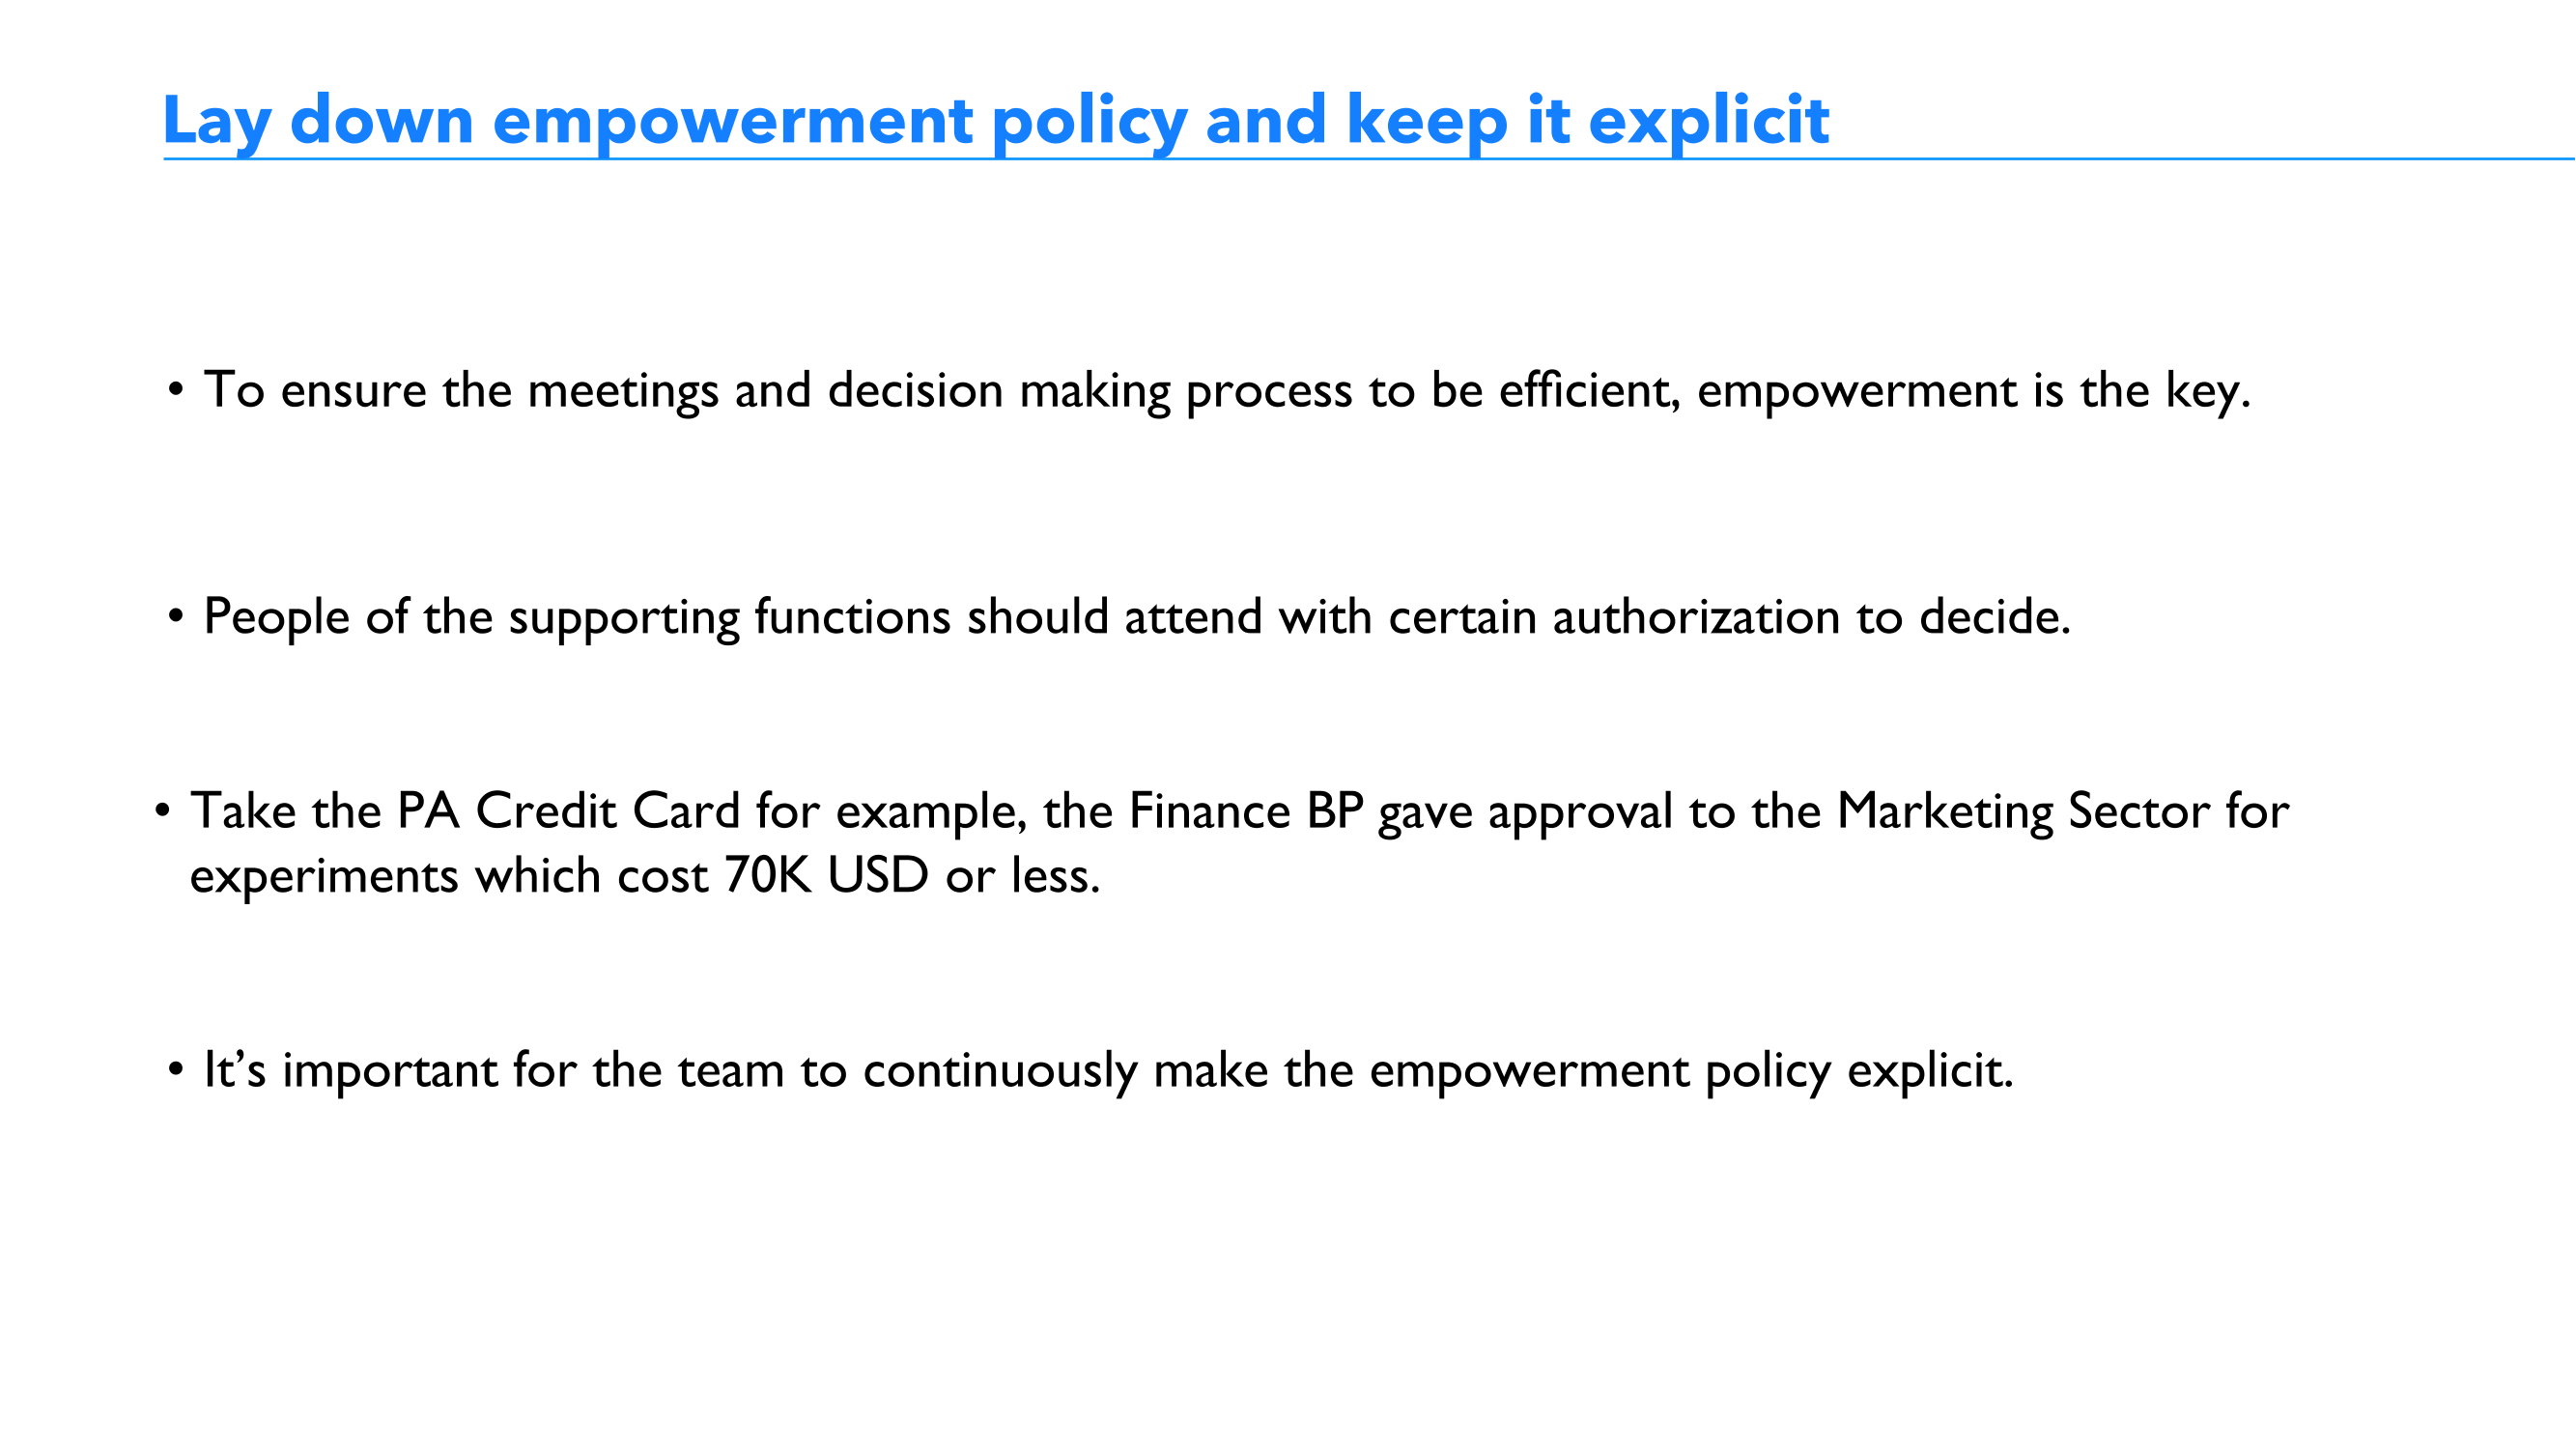 Lay down empowerment policy and keep it explicit
• To ensure the meetings and decision making process to be efficient, empowerment is the key.
• People of the supporting functions should attend with certain authorization to decide.
• Take the PA Credit Card for example, the Finance BP gave approval to the Marketing Sector for
experiments which cost 70K USD or less.
• It’s important for the team to continuously make the empowerment policy explicit.